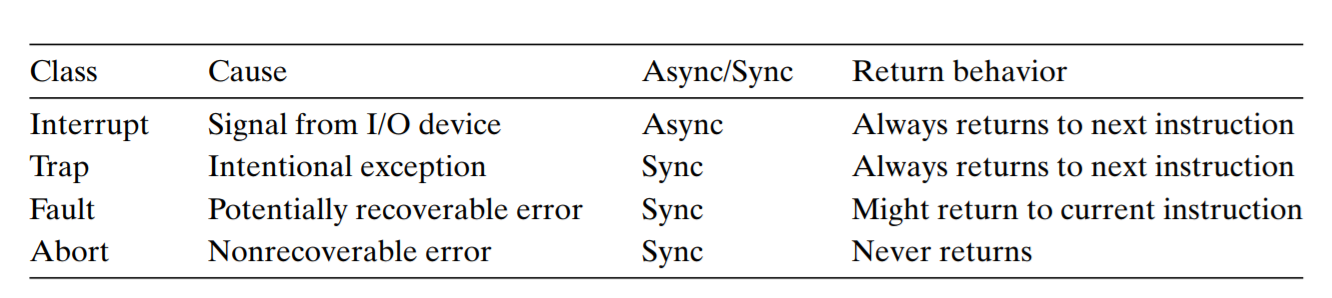 Class Cause Async/Sync Return behavior
Interrupt Signal from I/O device Async Always returns to next instruction
Trap Intentional exception Sync Always returns to next instruction
Fault Potentially recoverable error Sync Might return to current instruction
Abort Nonrecoverable error Sync Never returns